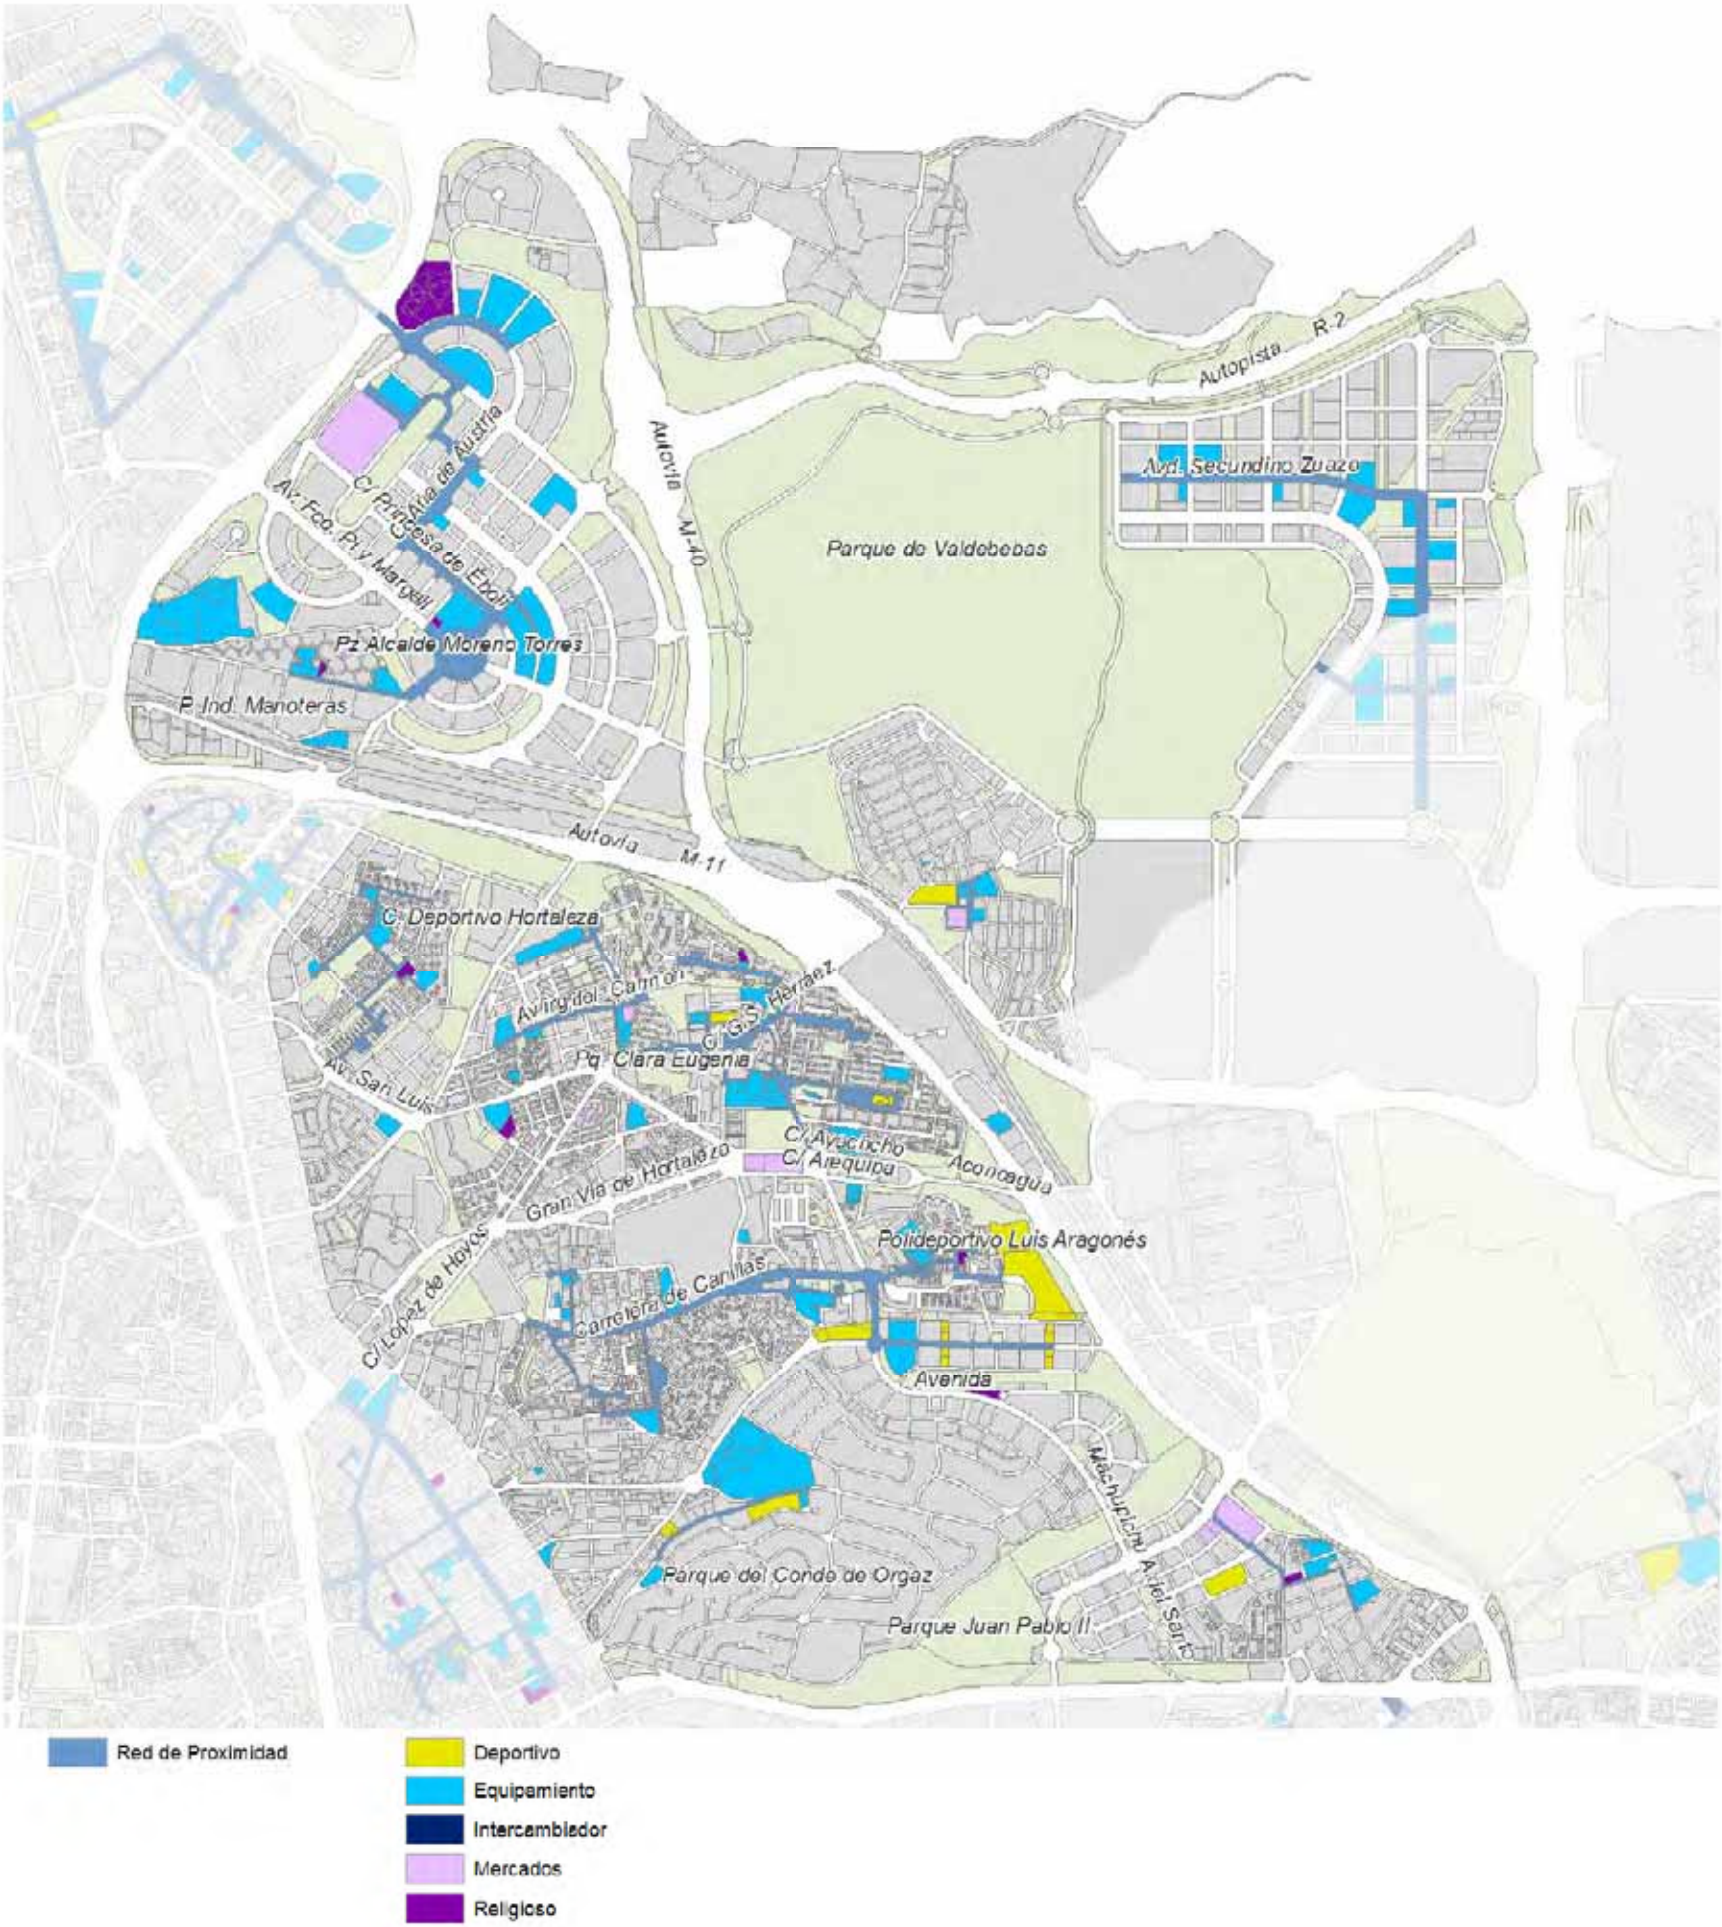 Autopista R-2
Autovía M-40
Avd. Secundino Zuazo
C/ Ana de Austria
C/ Princesa de Éboli
Av. Fco. Pi y Margall
Parque de Valdebebas
Pz Alcalde Moreno Torres
P. Ind. Manoteras
Autovía M-11
C. Deportivo Hortaleza
Av irg del Carmen
C/ G.S. Herráez
Pq. Clara Eugenia
Av. San Luis
C/ Ayacucho
C/ Arequipa
Aconcagua
Gran Vía de Hortaleza
Polideportivo Luis Aragonés
C/ López de Hoyos
Carretera de Canillas
Avenida
Machupichu
Parque del Conde de Orgaz
Parque Juan Pablo II
Red de Proximidad
Deportivo
Equipamiento
Intercambiador
Mercados
Religioso